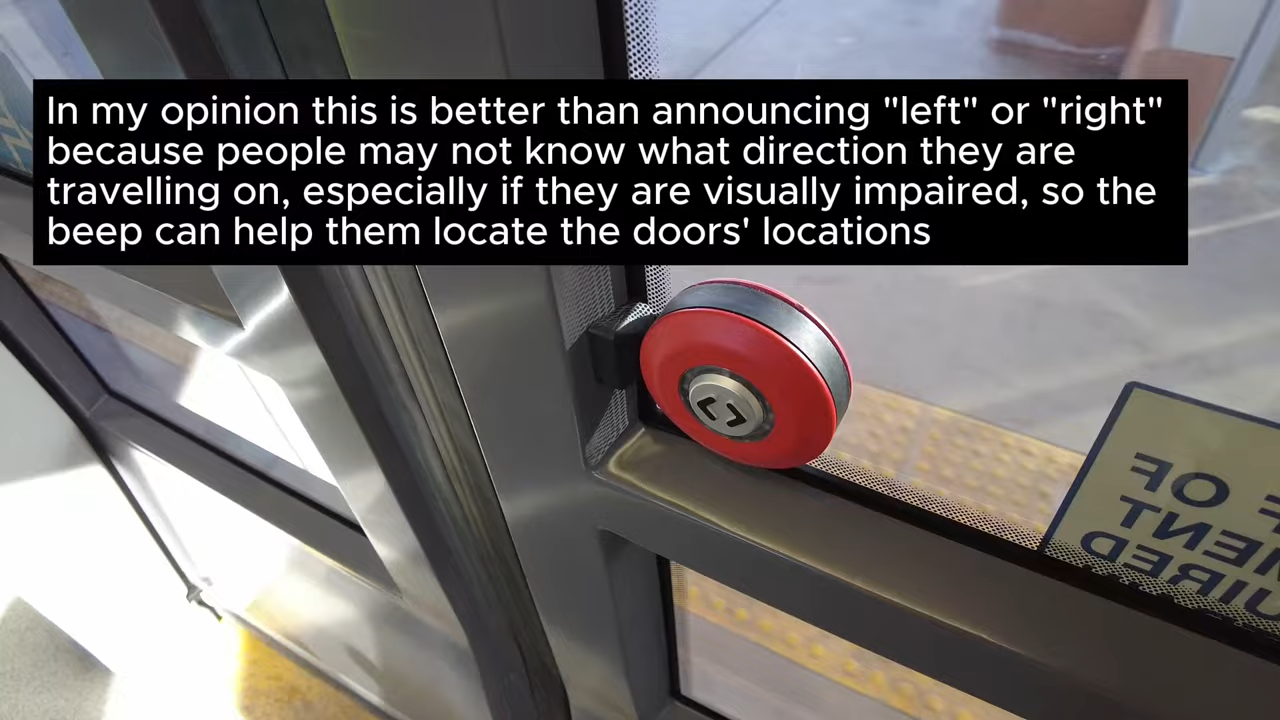 In my opinion this is better than announcing "left" or "right"
because people may not know what direction they are
travelling on, especially if they are visually impaired, so the
beep can help them locate the doors' locations
OF